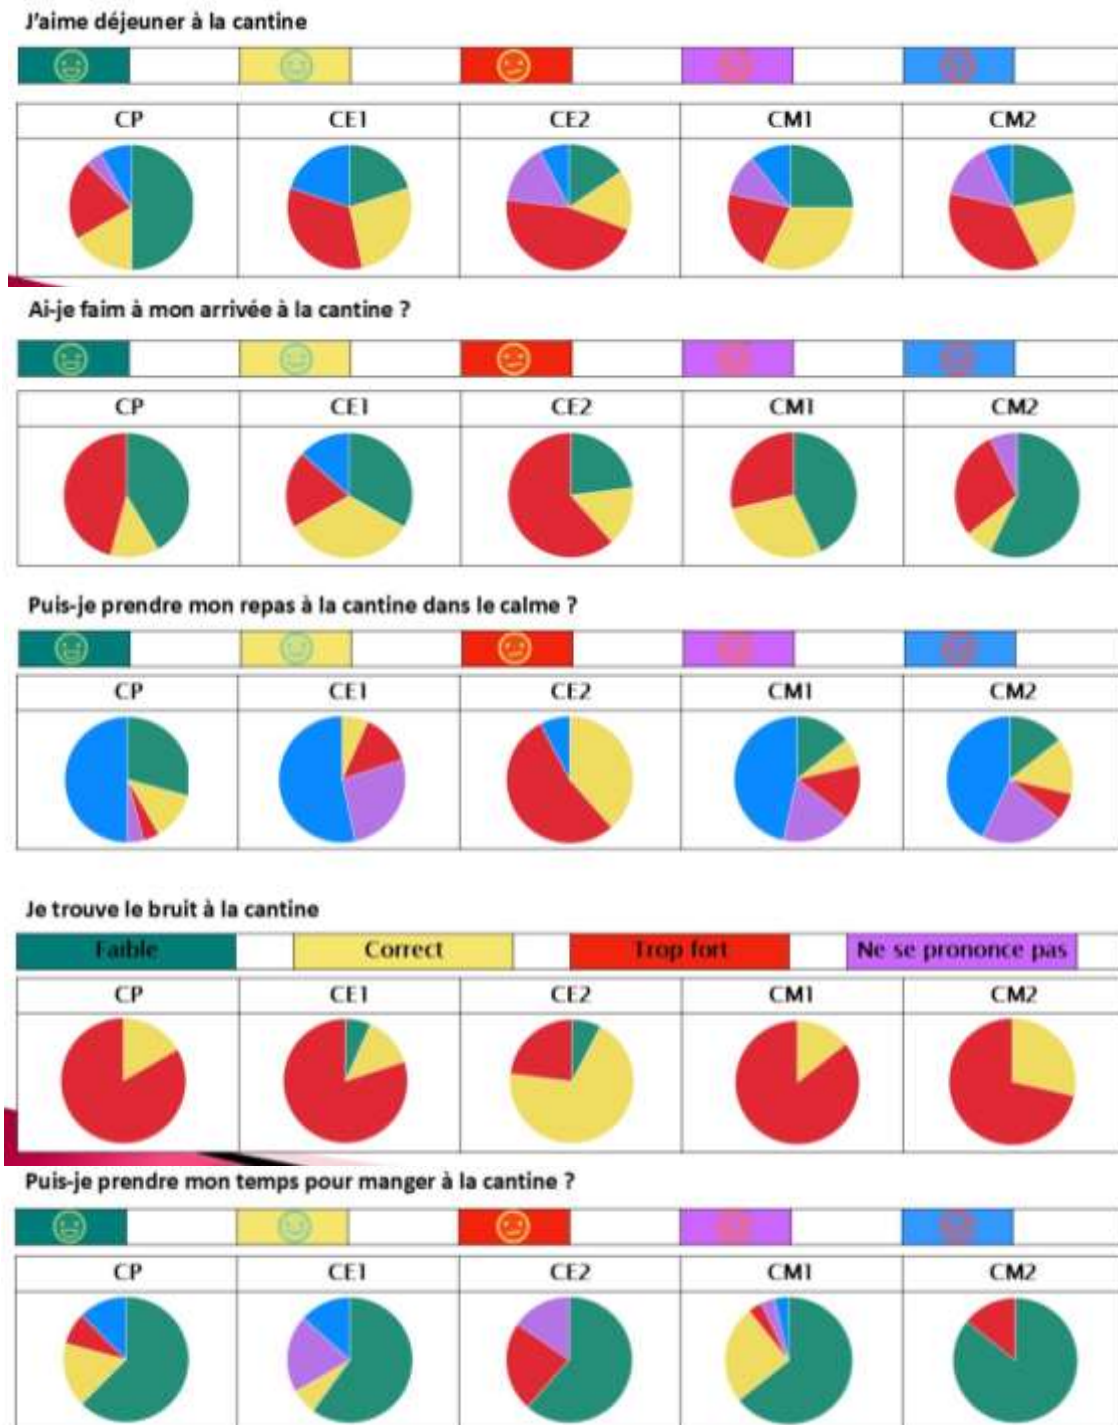 J'aime déjeuner à la cantine
CP CE1 CE2 CM1 CM2
Ai-je faim à mon arrivée à la cantine ?
CP CE1 CE2 CM1 CM2
Puis-je prendre mon repas à la cantine dans le calme ?
CP CE1 CE2 CM1 CM2
Je trouve le bruit à la cantine
Faible Correct Trop fort Ne se prononce pas
CP CE1 CE2 CM1 CM2
Puis-je prendre mon temps pour manger à la cantine ?
CP CE1 CE2 CM1 CM2